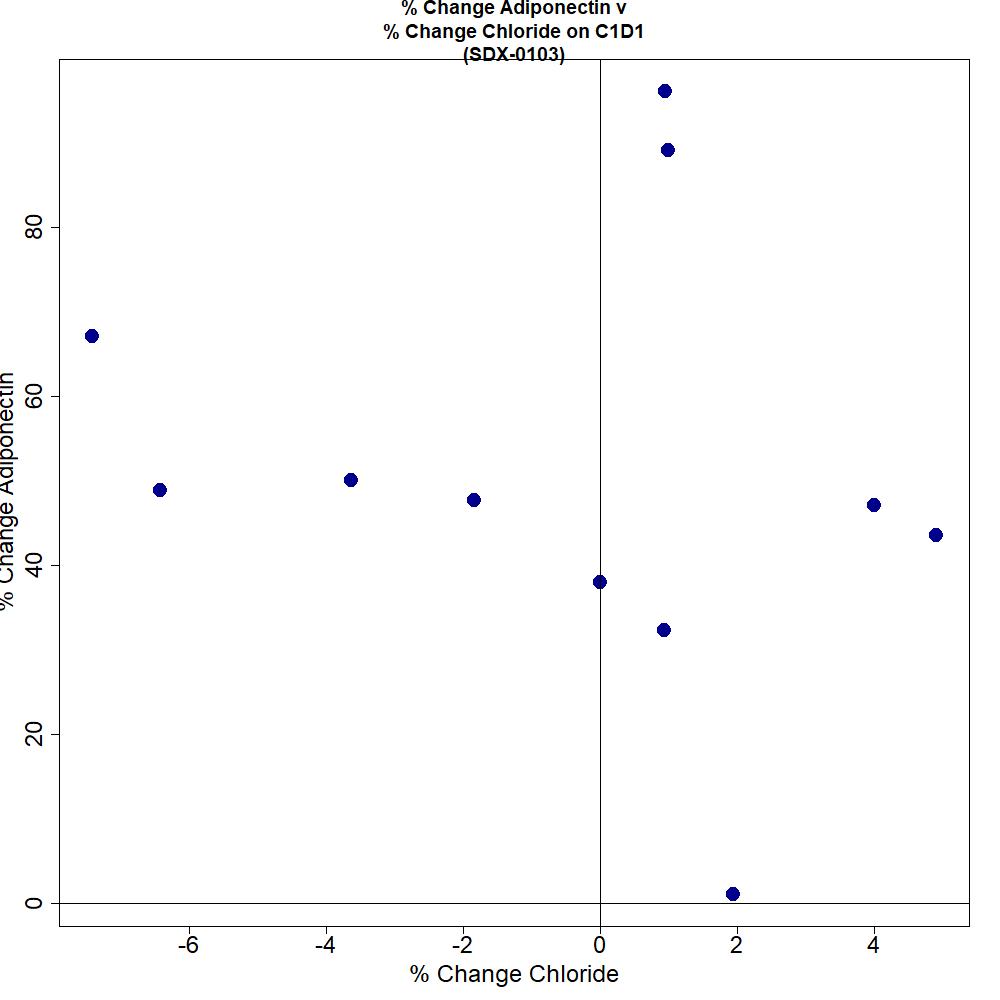 % Change Adiponectin v
% Change Chloride on C1D1
(SDX-0103)
% Change Adiponectin
80
60
40
20
0
-6 -4 -2 0 2 4
% Change Chloride